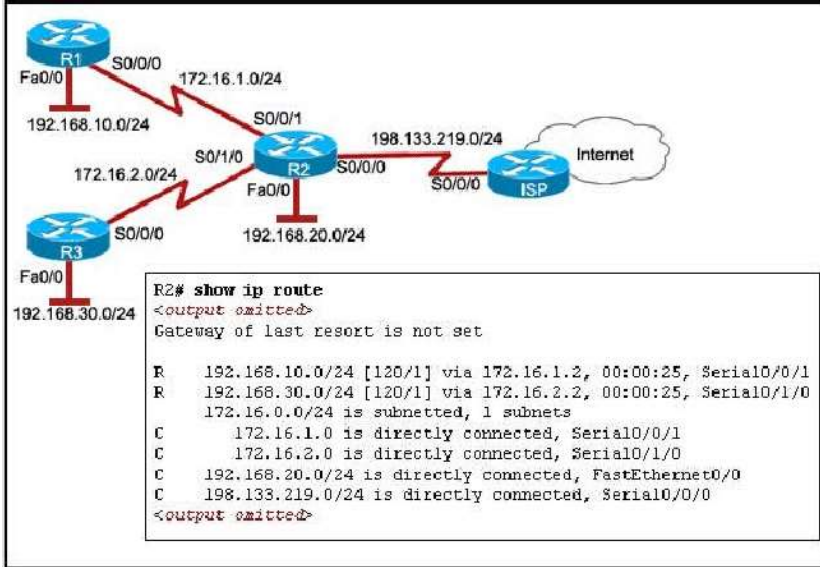 R1
Fa0/0
S0/0/0
172.16.1.0/24
192.168.10.0/24
S0/0/1
198.133.219.0/24
Internet
172.16.2.0/24
S0/1/0
R2
S0/0/0
Fa0/0
S0/0/0
ISP
S0/0/0
192.168.20.0/24
R3
Fa0/0
192.168.30.0/24
R2# show ip route
<output omitted>
Gateway of last resort is not set
R 192.168.10.0/24 [120/1] via 172.16.1.2, 00:00:25, Serial0/0/1
R 192.168.30.0/24 [120/1] via 172.16.2.2, 00:00:25, Serial0/1/0
172.16.0.0/24 is subnetted, 1 subnets
C 172.16.1.0 is directly connected, Serial0/0/1
C 172.16.2.0 is directly connected, Serial0/1/0
C 192.168.20.0/24 is directly connected, FastEthernet0/0
C 198.133.219.0/24 is directly connected, Serial0/0/0
<output omitted>